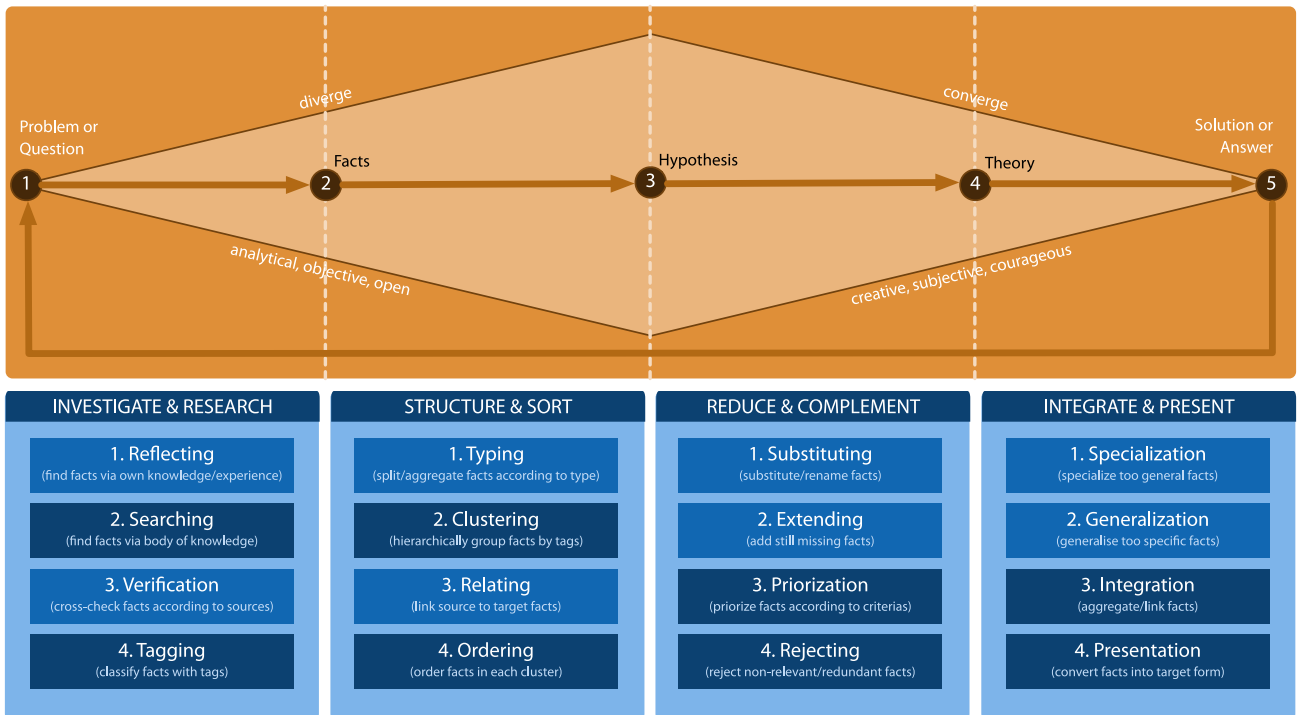 diverge
converge
Problem or
Question
Solution or
Answer
Facts
Hypothesis
Theory
1
2
3
4
5
analytical, objective, open
creative, subjective, courageous
INVESTIGATE & RESEARCH
1. Reflecting
(find facts via own knowledge/experience)
2. Searching
(find facts via body of knowledge)
3. Verification
(cross-check facts according to sources)
4. Tagging
(classify facts with tags)
STRUCTURE & SORT
1. Typing
(split/aggregate facts according to type)
2. Clustering
(hierarchically group facts by tags)
3. Relating
(link source to target facts)
4. Ordering
(order facts in each cluster)
REDUCE & COMPLEMENT
1. Substituting
(substitute/rename facts)
2. Extending
(add still missing facts)
3. Priorization
(priorize facts according to criterias)
4. Rejecting
(reject non-relevant/redundant facts)
INTEGRATE & PRESENT
1. Specialization
(specialize too general facts)
2. Generalization
(generalise too specific facts)
3. Integration
(aggregate/link facts)
4. Presentation
(convert facts into target form)